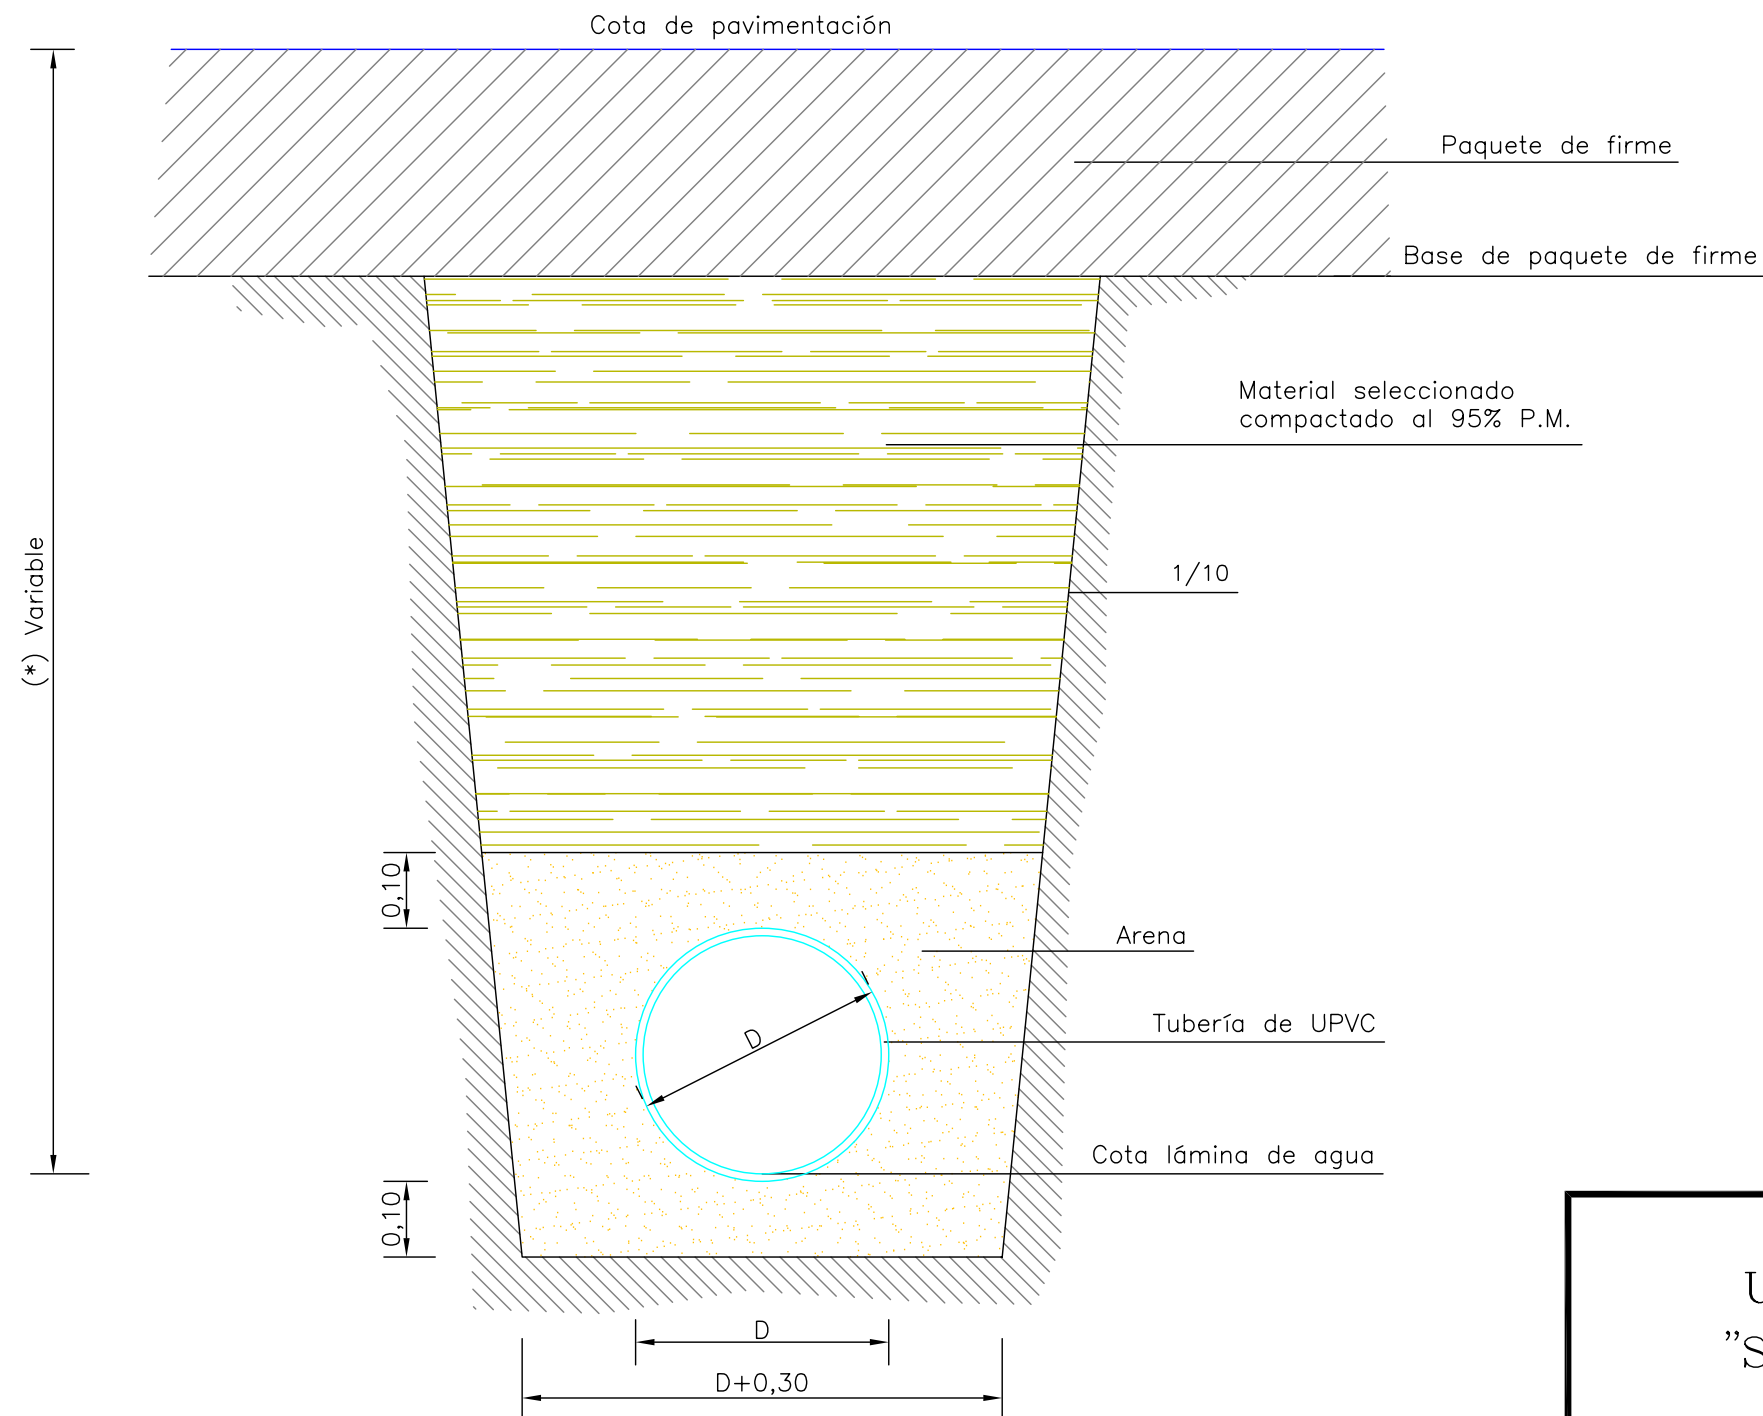 Cota de pavimentación
Paquete de firme
Base de paquete de firme
Material seleccionado
compactado al 95% P.M.
1/10
(*) Variable
0,10
Arena
D
Tubería de UPVC
Cota lámina de agua
0,10
D
D+0,30
U
"S